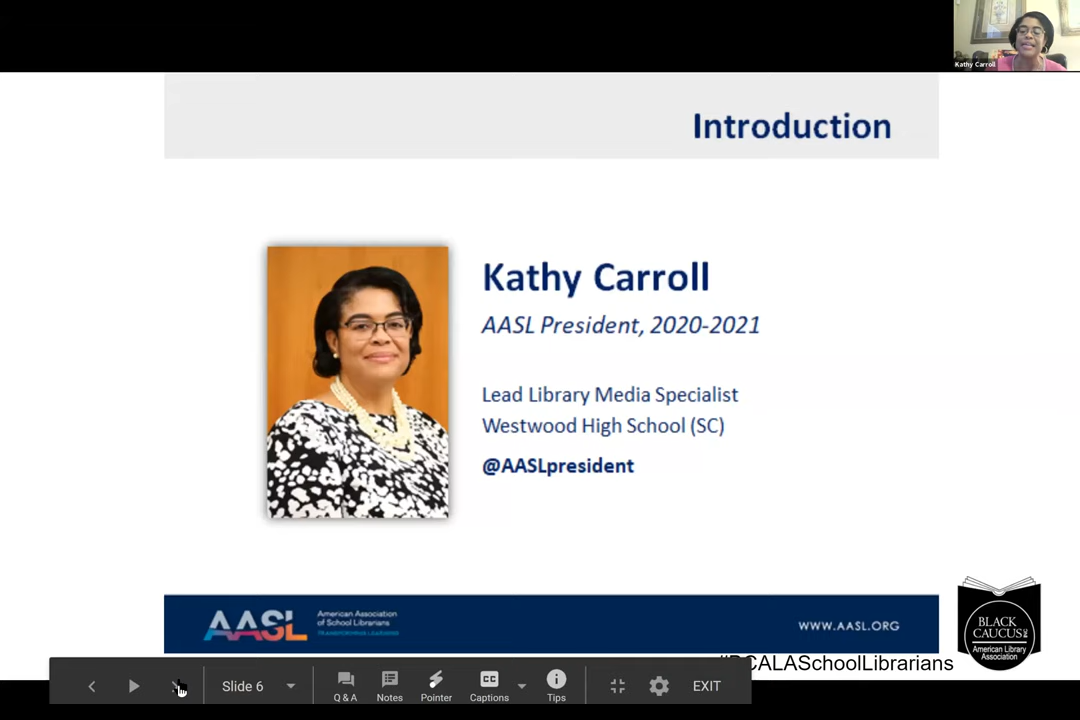 Kathy Carroll
Introduction
Kathy Carroll
AASL President, 2020-2021
Lead Library Media Specialist
Westwood High School (SC)
@AASLpresident
AASL
American Association
of School Librarians
TRANSFORMING LEARNING
WWW.AASL.ORG
BLACK
CAUCUS
American Library
Association
#BCALASchoolLibrarians
Slide 6
Q & A
Notes
Pointer
Captions
Tips
EXIT